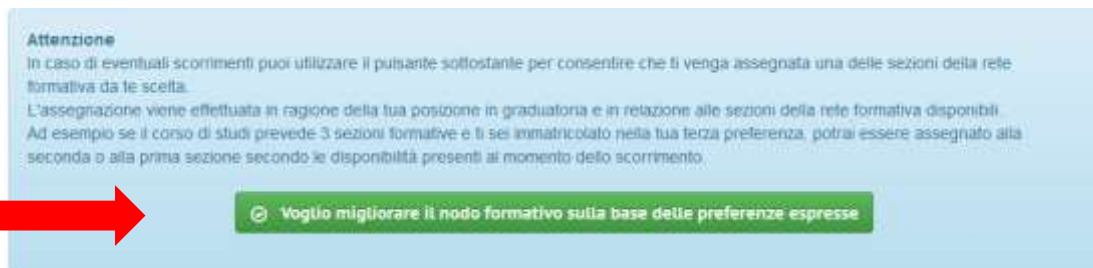 Attenzione
In caso di eventuali scorrimenti puoi utilizzare il pulsante sottostante per consentire che ti venga assegnata una delle sezioni della rete
formativa da te scelta.
L'assegnazione viene effettuata in ragione della tua posizione in graduatoria e in relazione alle sezioni della rete formativa disponibili.
Ad esempio se il corso di studi prevede 3 sezioni formative e ti sei immatricolato nella tua terza preferenza, potrai essere assegnato alla
seconda o alla prima sezione secondo le disponibilità presenti al momento dello scorrimento.
Voglio migliorare il nodo formativo sulla base delle preferenze espresse